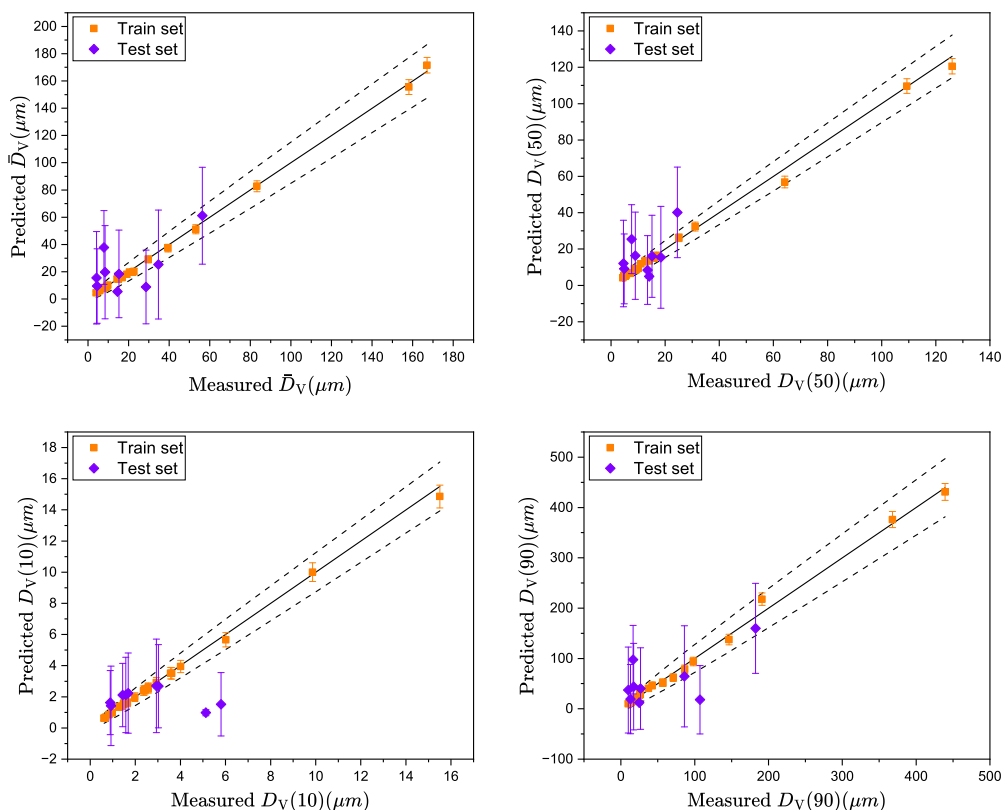 Train set
Test set
200
180
160
140
120
100
80
60
40
20
0
−20
0 20 40 60 80 100 120 140 160 180
Predicted D̄V(μm)
Measured D̄V(μm)
Train set
Test set
140
120
100
80
60
40
20
0
−20
0 20 40 60 80 100 120 140
Predicted DV(50)(μm)
Measured DV(50)(μm)
Train set
Test set
18
16
14
12
10
8
6
4
2
0
−2
0 2 4 6 8 10 12 14 16
Predicted DV(10)(μm)
Measured DV(10)(μm)
Train set
Test set
500
400
300
200
100
0
−100
0 100 200 300 400 500
Predicted DV(90)(μm)
Measured DV(90)(μm)